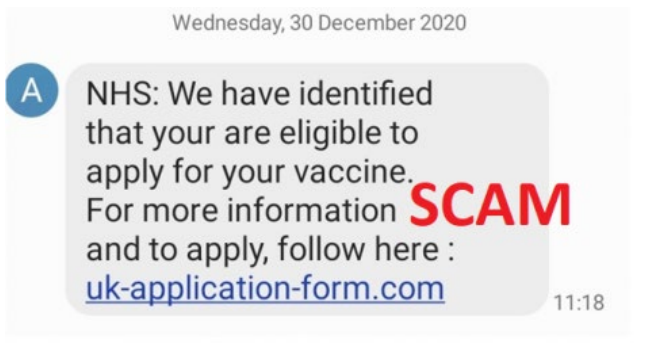 Wednesday, 30 December 2020
A
NHS: We have identified
that your are eligible to
apply for your vaccine.
For more information SCAM
and to apply, follow here :
uk-application-form.com
11:18